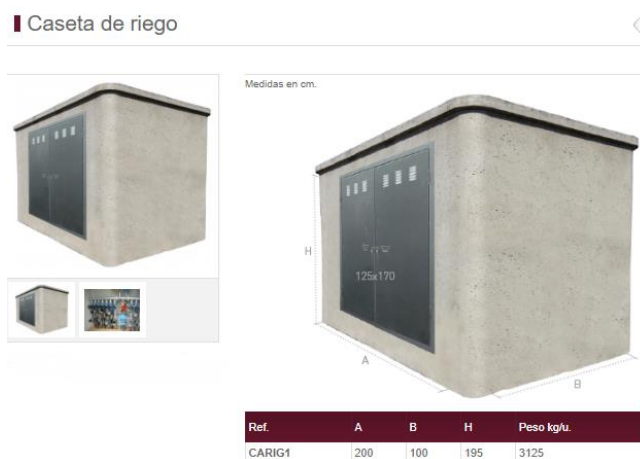 Caseta de riego
Medidas en cm.
H
125x170
A
B
Ref. A B H Peso kg/u.
CARIG1 200 100 195 3125